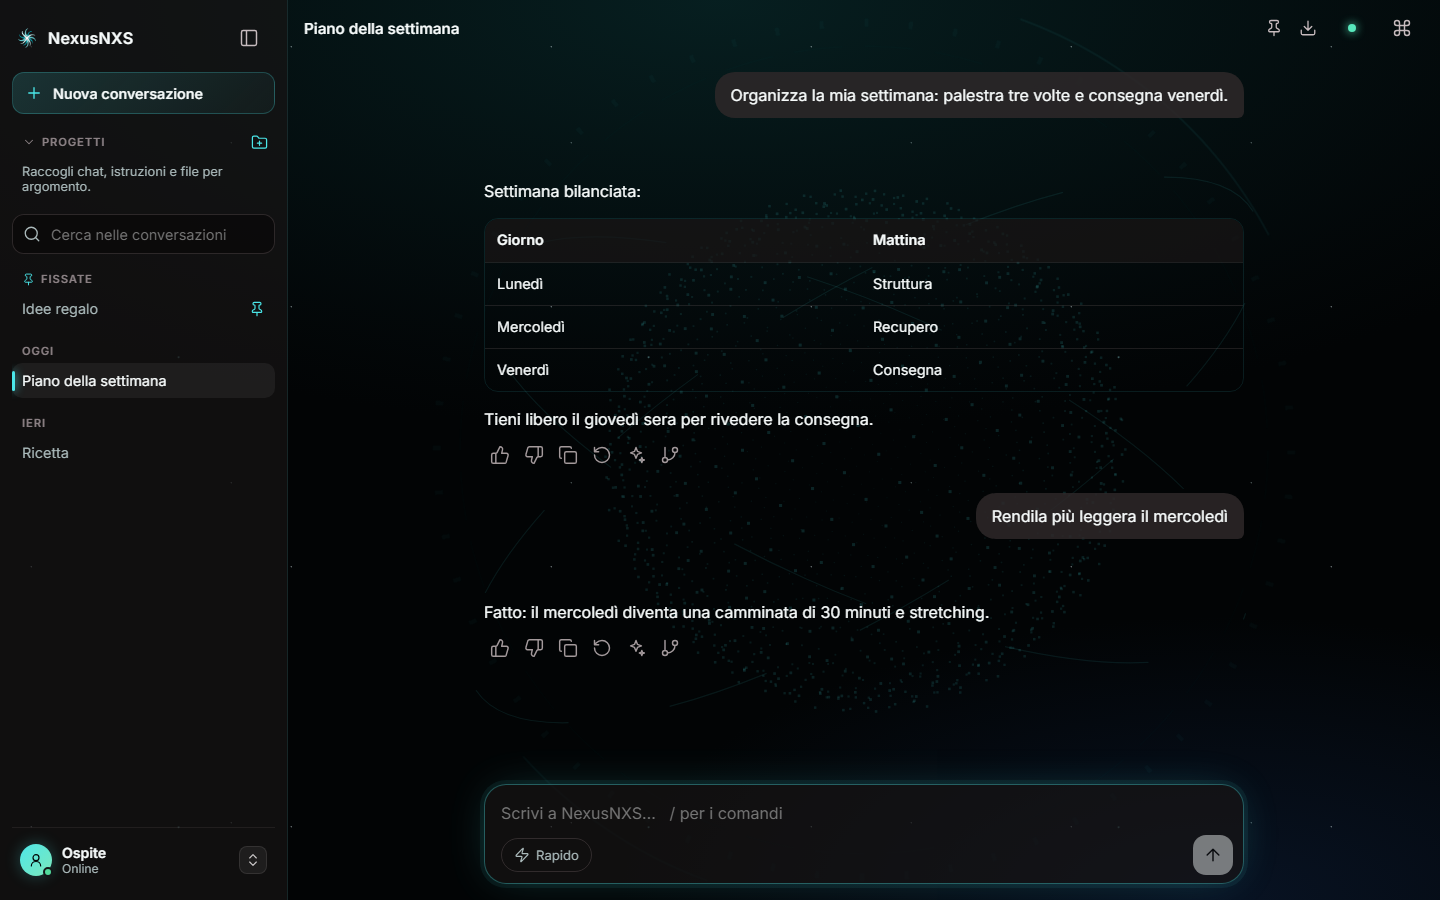 NexusNXS
Nuova conversazione
PROGETTI
Raccogli chat, istruzioni e file per
argomento.
Cerca nelle conversazioni
FISSATE
Idee regalo
OGGI
Piano della settimana
IERI
Ricetta
Ospite
Online
Piano della settimana
Organizza la mia settimana: palestra tre volte e consegna venerdì.
Settimana bilanciata:
Giorno Mattina
Lunedì Struttura
Mercoledì Recupero
Venerdì Consegna
Tieni libero il giovedì sera per rivedere la consegna.
Rendila più leggera il mercoledì
Fatto: il mercoledì diventa una camminata di 30 minuti e stretching.
Scrivi a NexusNXS... / per i comandi
Rapido